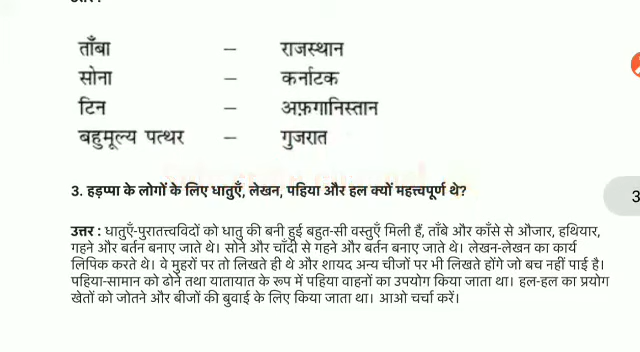 ताँबा – राजस्थान
सोना – कर्नाटक
टिन – अफ़गानिस्तान
बहुमूल्य पत्थर – गुजरात
3. हड़प्पा के लोगों के लिए धातुएँ, लेखन, पहिया और हल क्यों महत्त्वपूर्ण थे?
3
उत्तर : धातुएँ-पुरातत्त्वविदों को धातु की बनी हुई बहुत-सी वस्तुएँ मिली हैं, ताँबे और काँसे से औजार, हथियार,
गहने और बर्तन बनाए जाते थे। सोने और चाँदी से गहने और बर्तन बनाए जाते थे। लेखन-लेखन का कार्य
लिपिक करते थे। वे मुहरों पर तो लिखते ही थे और शायद अन्य चीजों पर भी लिखते होंगे जो बच नहीं पाई है।
पहिया-सामान को ढोने तथा यातायात के रूप में पहिया वाहनों का उपयोग किया जाता था। हल-हल का प्रयोग
खेतों को जोतने और बीजों की बुवाई के लिए किया जाता था। आओ चर्चा करें।